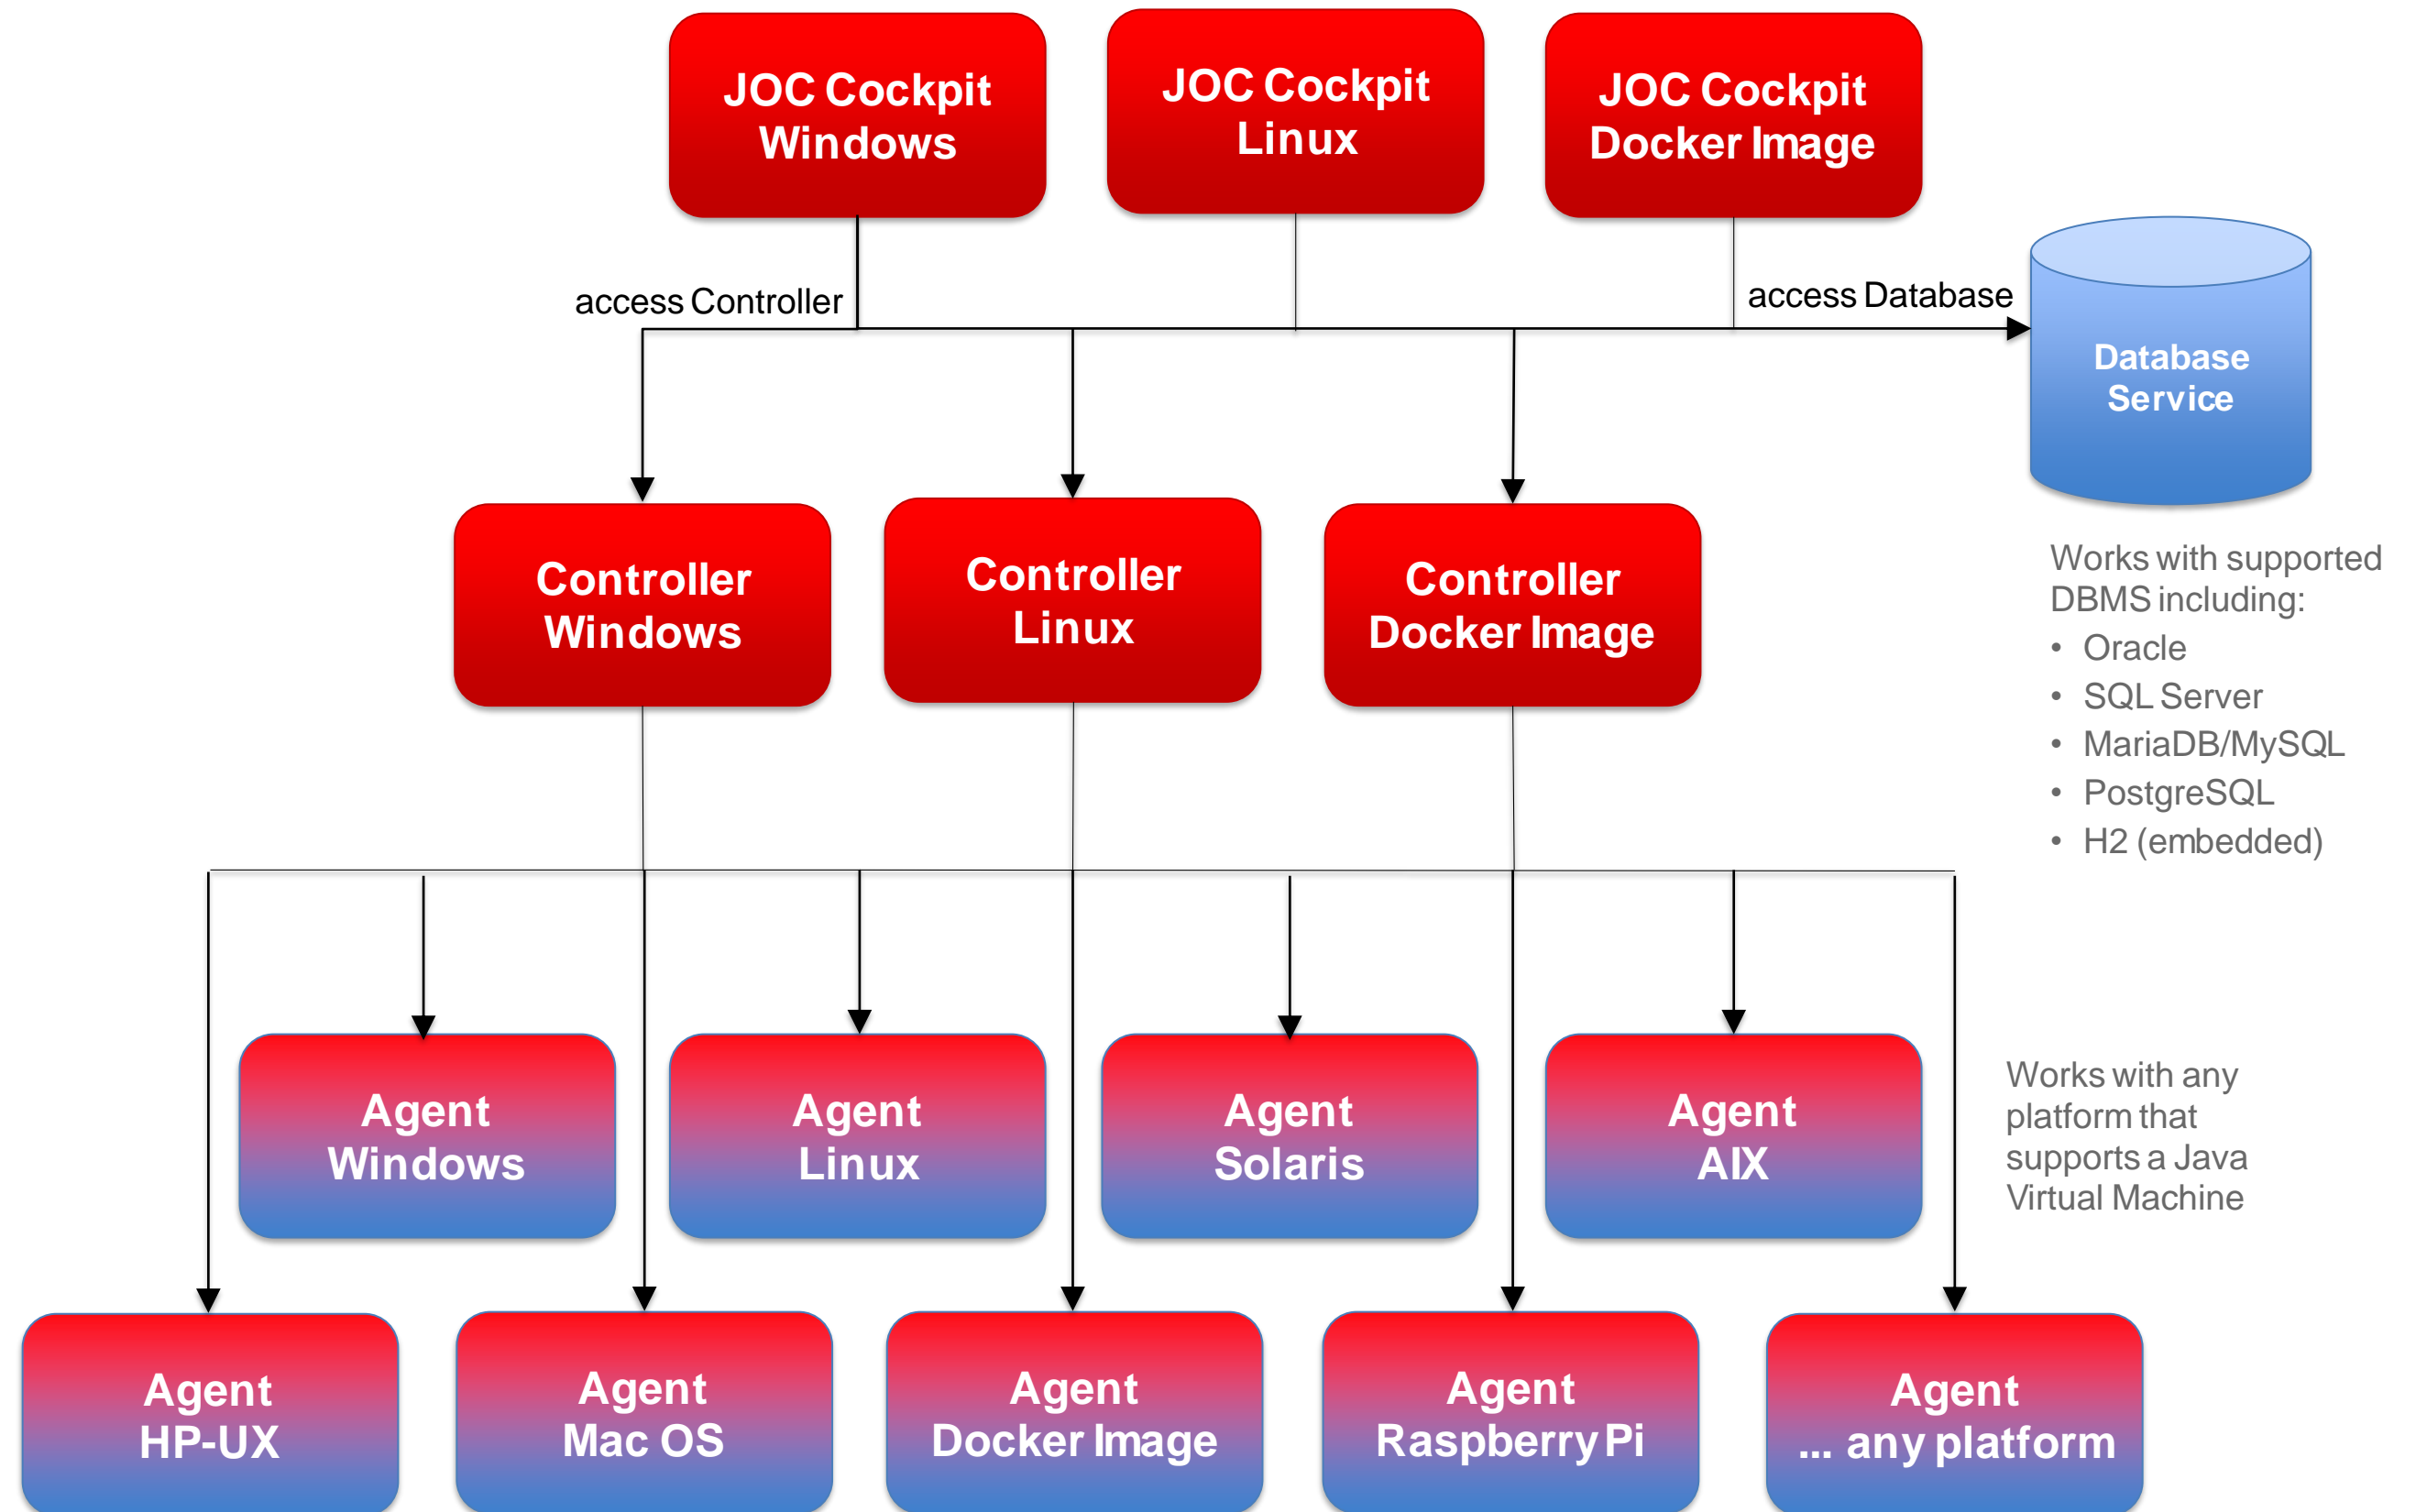 JOC Cockpit
Windows
JOC Cockpit
Linux
JOC Cockpit
Docker Image
access Controller
access Database
Database
Service
Controller
Windows
Controller
Linux
Controller
Docker Image
Works with supported
DBMS including:
• Oracle
• SQL Server
• MariaDB/MySQL
• PostgreSQL
• H2 (embedded)
Agent
Windows
Agent
Linux
Agent
Solaris
Agent
AIX
Works with any
platform that
supports a Java
Virtual Machine
Agent
HP-UX
Agent
Mac OS
Agent
Docker Image
Agent
Raspberry Pi
Agent
... any platform